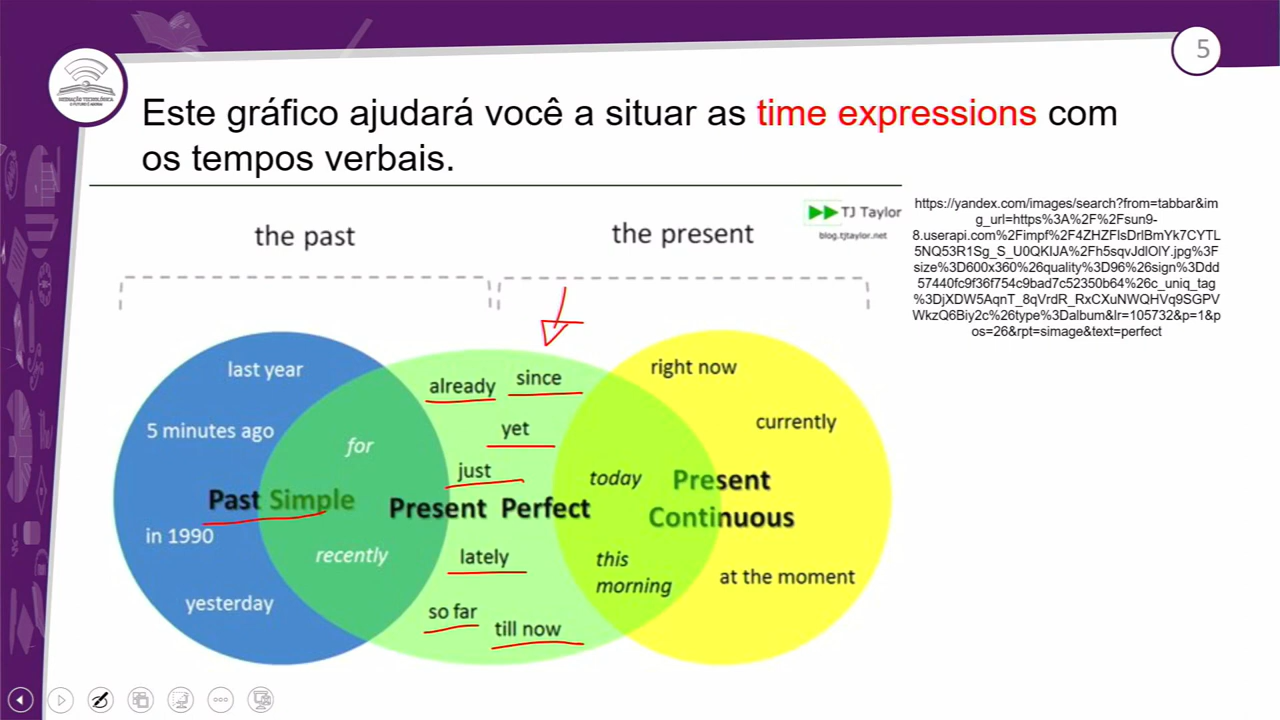 5
MEDIAÇÃO TECNOLÓGICA
O FUTURO É AGORA
Este gráfico ajudará você a situar as time expressions com
os tempos verbais.
TJ Taylor
blog.tjtaylor.net
the past
the present
https://yandex.com/images/search?from=tabbar&im
g_url=https%3A%2F%2Fsun9-
8.userapi.com%2Fimpf%2F4ZHZFlsDrlBmYk7CYTL
5NQ53R1Sg_S_U0QKIJA%2Fh5sqvJdlOlY.jpg%3F
size%3D600x360%26quality%3D96%26sign%3Ddd
57440fc9f36f754c9bad7c52350b64%26c_uniq_tag
%3DjXDW5AqnT_8qVrdR_RxCXuNWQHVq9SGPV
WkzQ6Biy2c%26type%3Dalbum&lr=105732&p=1&p
os=26&rpt=simage&text=perfect
last year
5 minutes ago
for
Past Simple
in 1990
recently
yesterday
already
since
yet
just
Present Perfect
lately
so far
till now
today
this
morning
right now
currently
Present
Continuous
at the moment